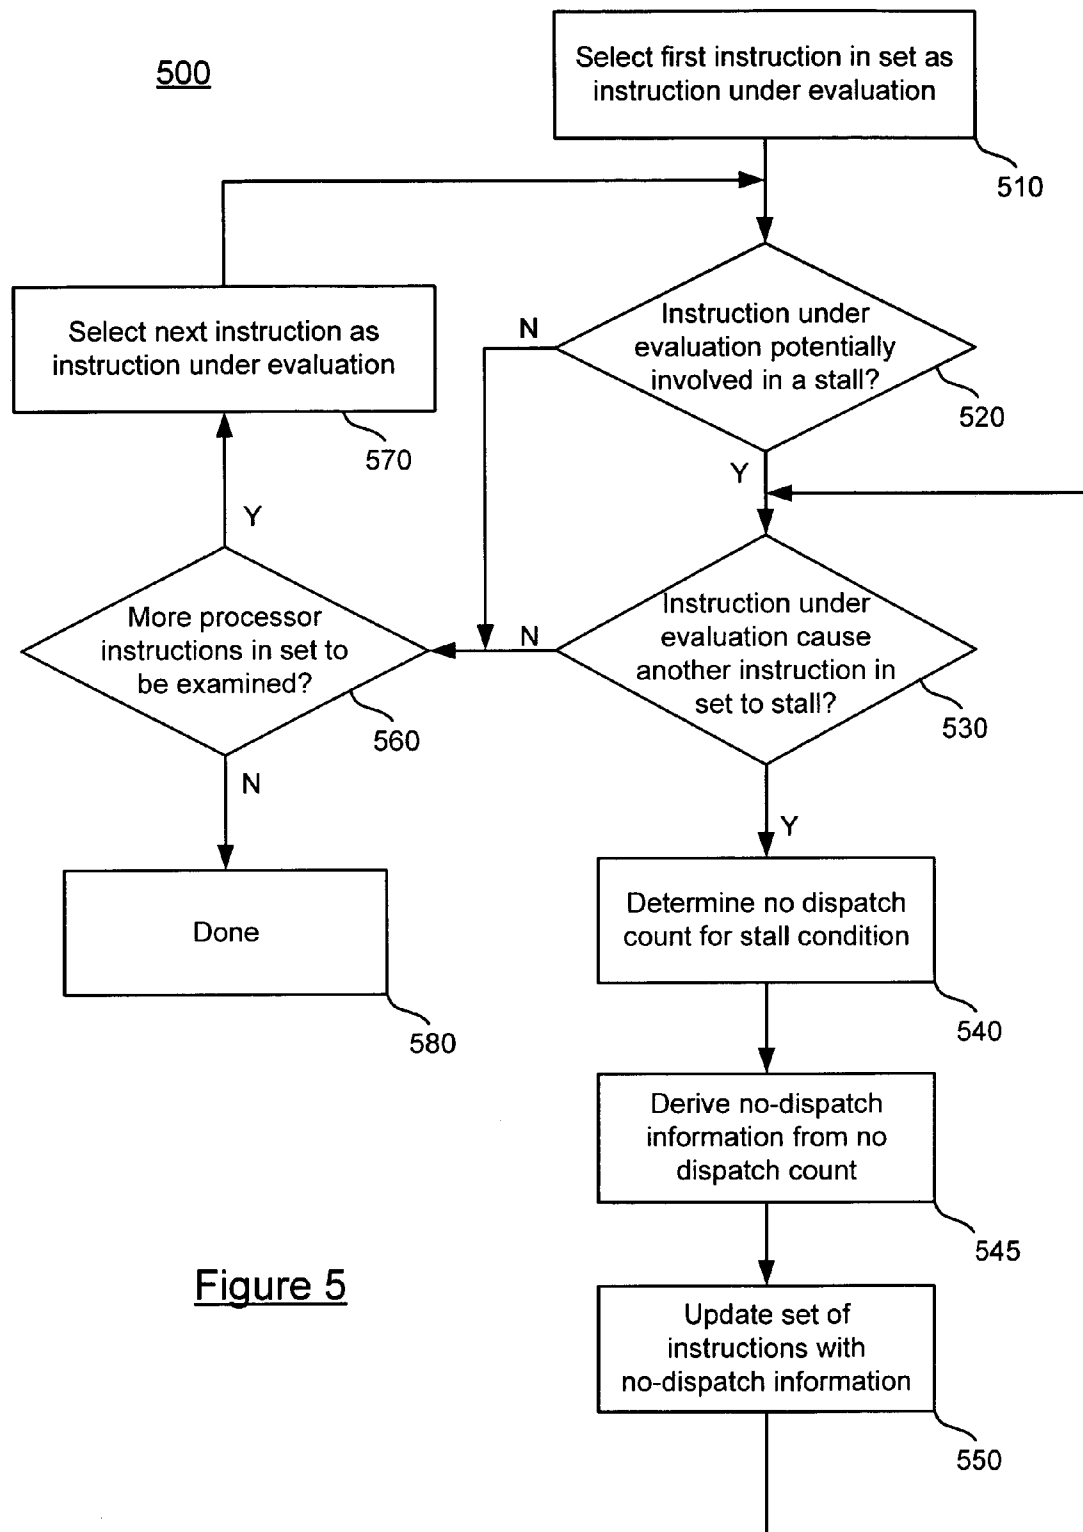 500
Select first instruction in set as
instruction under evaluation
510
Select next instruction as
instruction under evaluation
570
N
Instruction under
evaluation potentially
involved in a stall?
520
Y
Y
More processor
instructions in set to
be examined?
560
N
N
Instruction under
evaluation cause
another instruction in
set to stall?
530
Y
Done
580
Determine no dispatch
count for stall condition
540
Derive no-dispatch
information from no
dispatch count
545
Figure 5
Update set of
instructions with
no-dispatch information
550